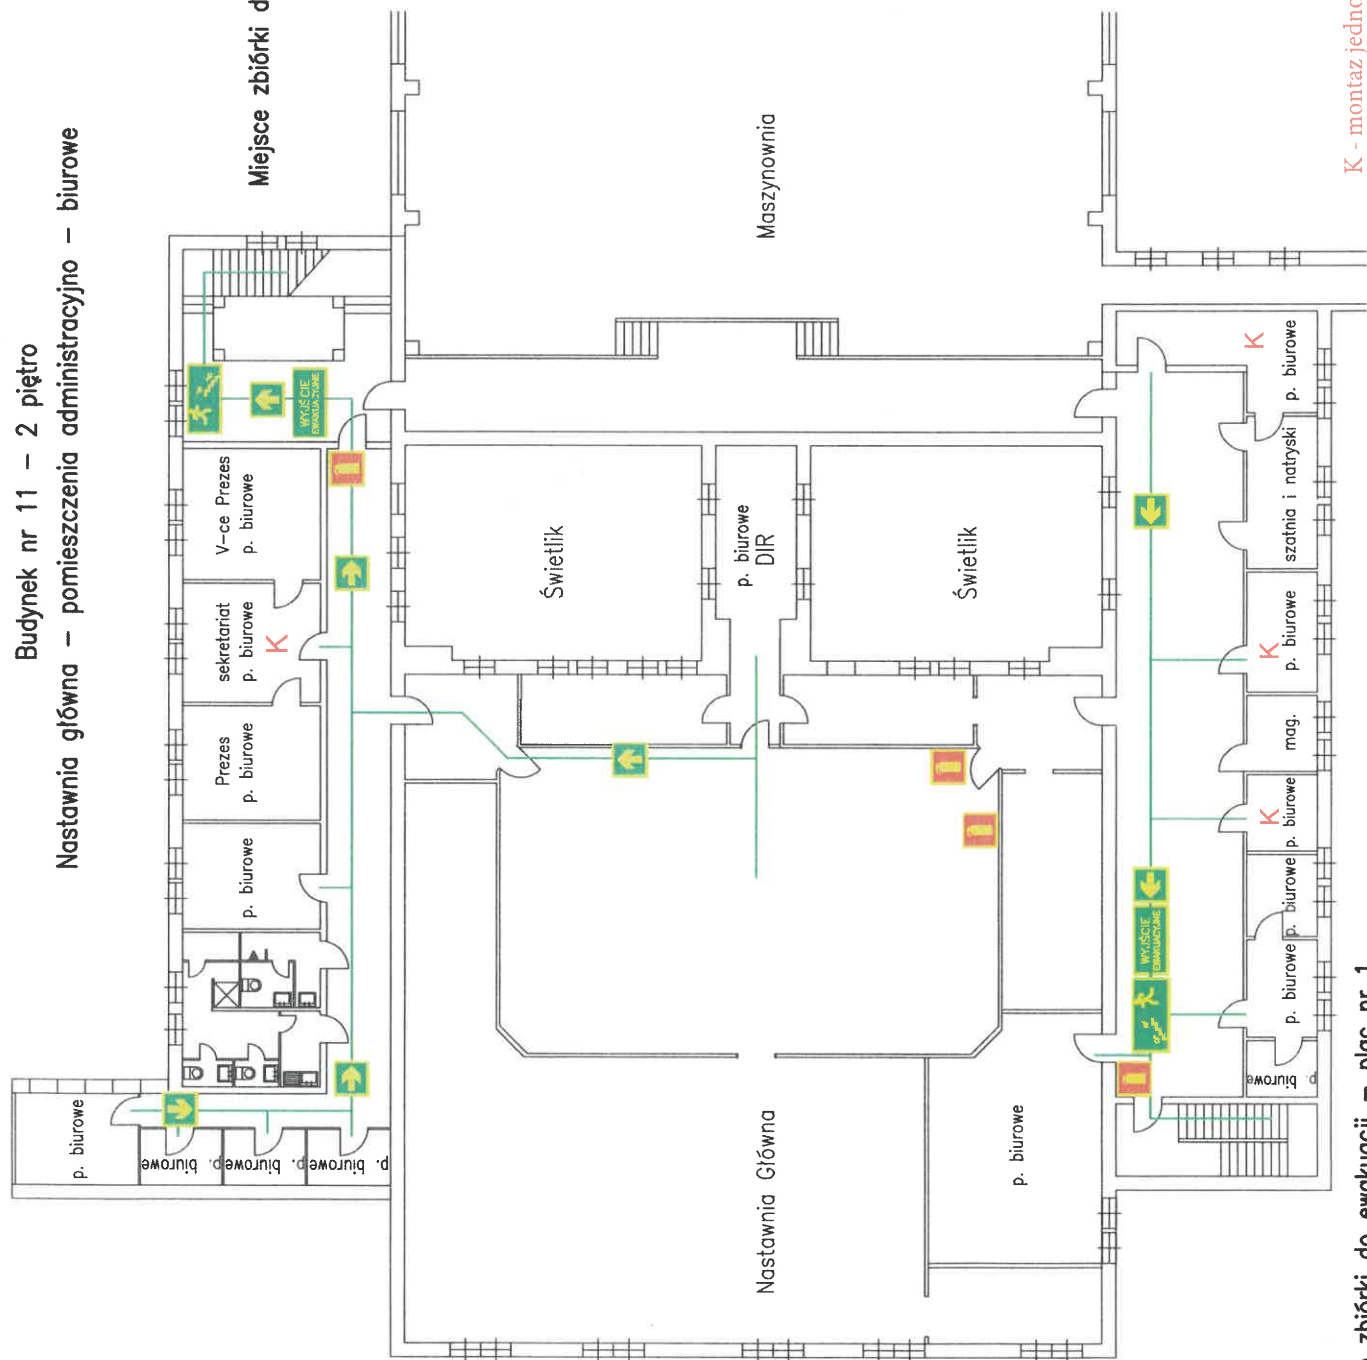 Budynek nr 11 – 2 piętro
Nastawnia główna – pomieszczenia administracyjno – biurowe
Miejsce zbiórki d
K - montaz jedno
V-ce Prezes
p. biurowe
sekretariat
p. biurowe
K
Prezes
p. biurowe
p. biurowe
p. biurowe
p. biurowe
p. biurowe
p. biurowe
WYJŚCIE
EWAKUACYJNE
Maszynownia
Świetlik
p. biurowe
DIR
Świetlik
Nastawnia Główna
p. biurowe
WYJŚCIE
EWAKUACYJNE
K
p. biurowe
szatnia i natryski
K
p. biurowe
mag.
K
p. biurowe
p. biurowe
p. biurowe
p. biurowe
zbiórki do ewakuacji – plac nr 1